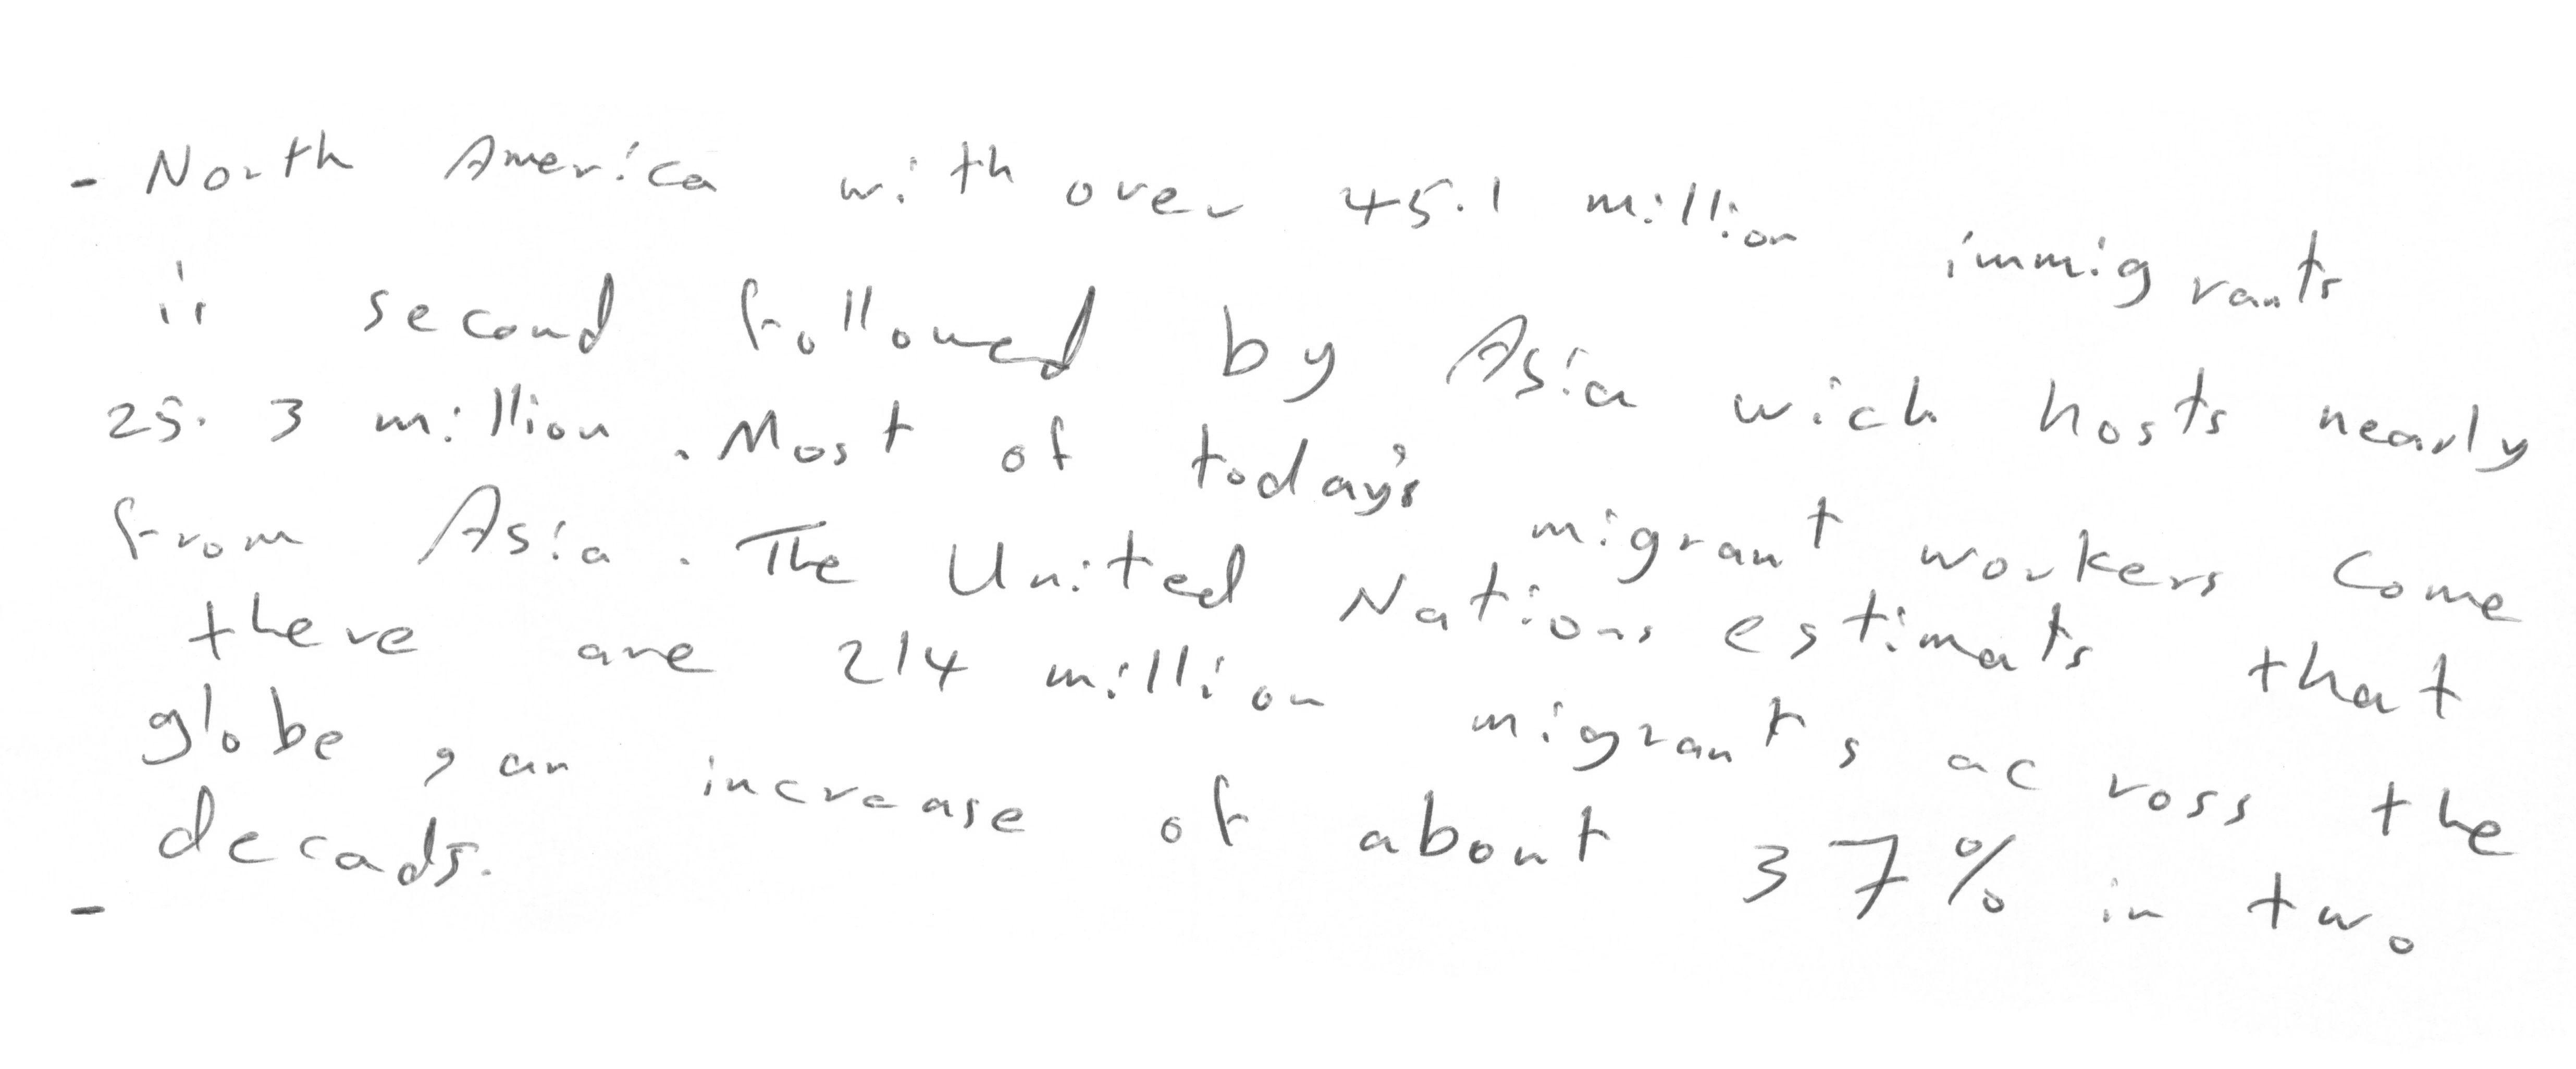 - North America with over 45.1 million immigrants
is second followed by Asia wich hosts nearly
25.3 million. Most of today's migrant workers come
from Asia. The United Nations estimats that
there are 214 million migrants across the
globe, an increase of about 37% in two
decads.
-